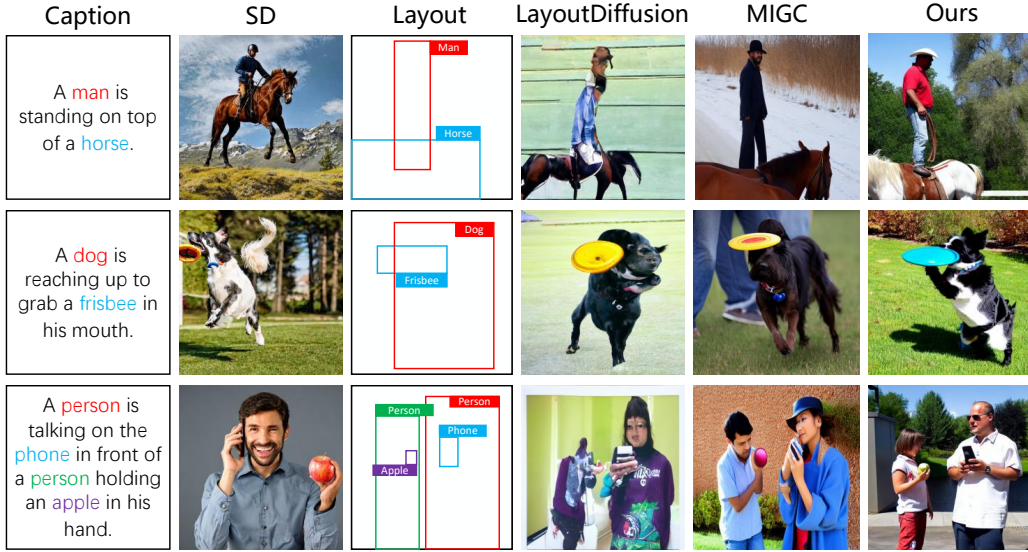 Caption
SD
Layout
LayoutDiffusion
MIGC
Ours
A man is
standing on top
of a horse.
Man
Horse
A dog is
reaching up to
grab a frisbee in
his mouth.
Dog
Frisbee
A person is
talking on the
phone in front of
a person holding
an apple in his
hand.
Person
Person
Phone
Apple